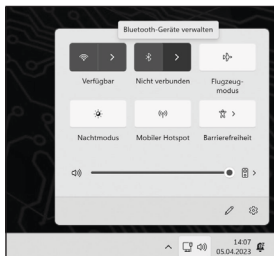 Bluetooth-Geräte verwalten
Verfügbar
Nicht verbunden
Flugzeug-
modus
Nachtmodus
Mobiler Hotspot
Barrierefreiheit
14:07
05.04.2023